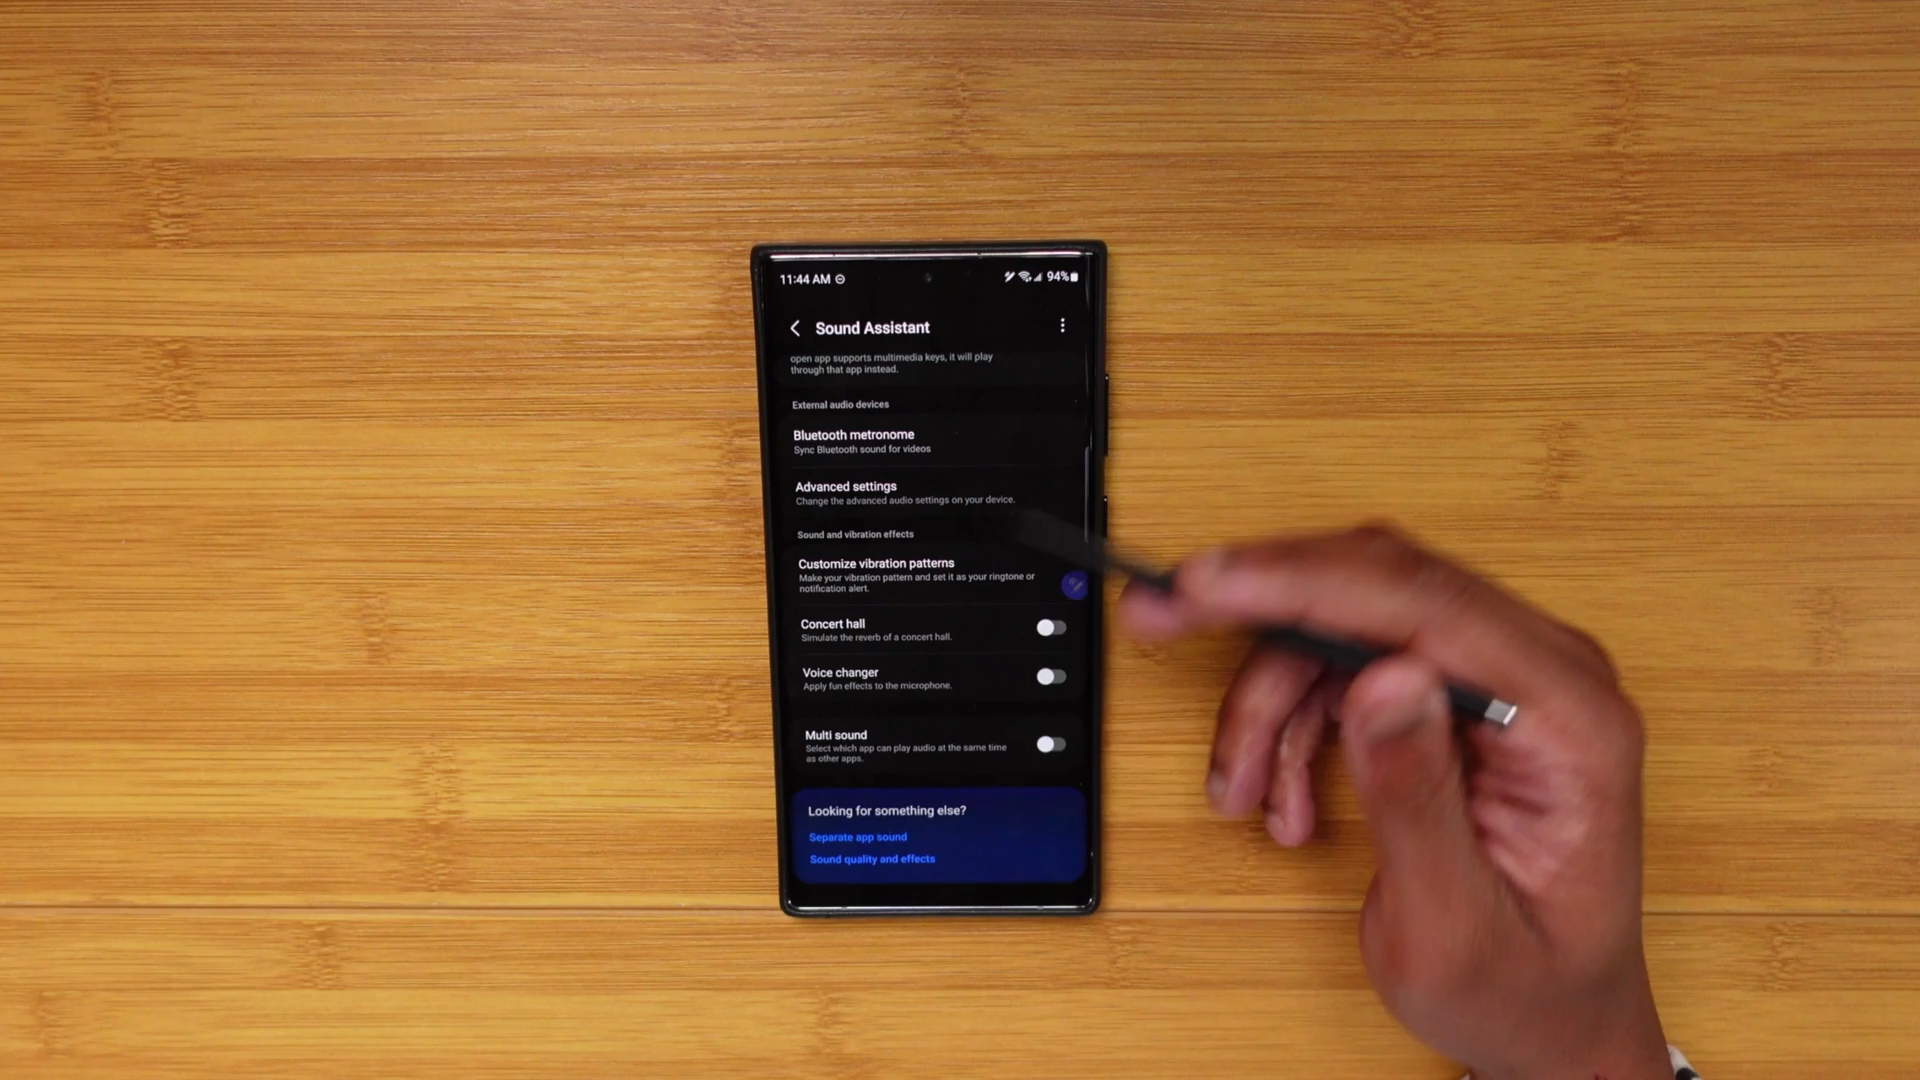 11:44 AM
94%
Sound Assistant
open app supports multimedia keys, it will play
through that app instead.
External audio devices
Bluetooth metronome
Sync Bluetooth sound for videos
Advanced settings
Change the advanced audio settings on your device.
Sound and vibration effects
Customize vibration patterns
Make your vibration pattern and set it as your ringtone or
notification alert.
Concert hall
Simulate the reverb of a concert hall.
Voice changer
Apply fun effects to the microphone.
Multi sound
Select which app can play audio at the same time
as other apps.
Looking for something else?
Separate app sound
Sound quality and effects